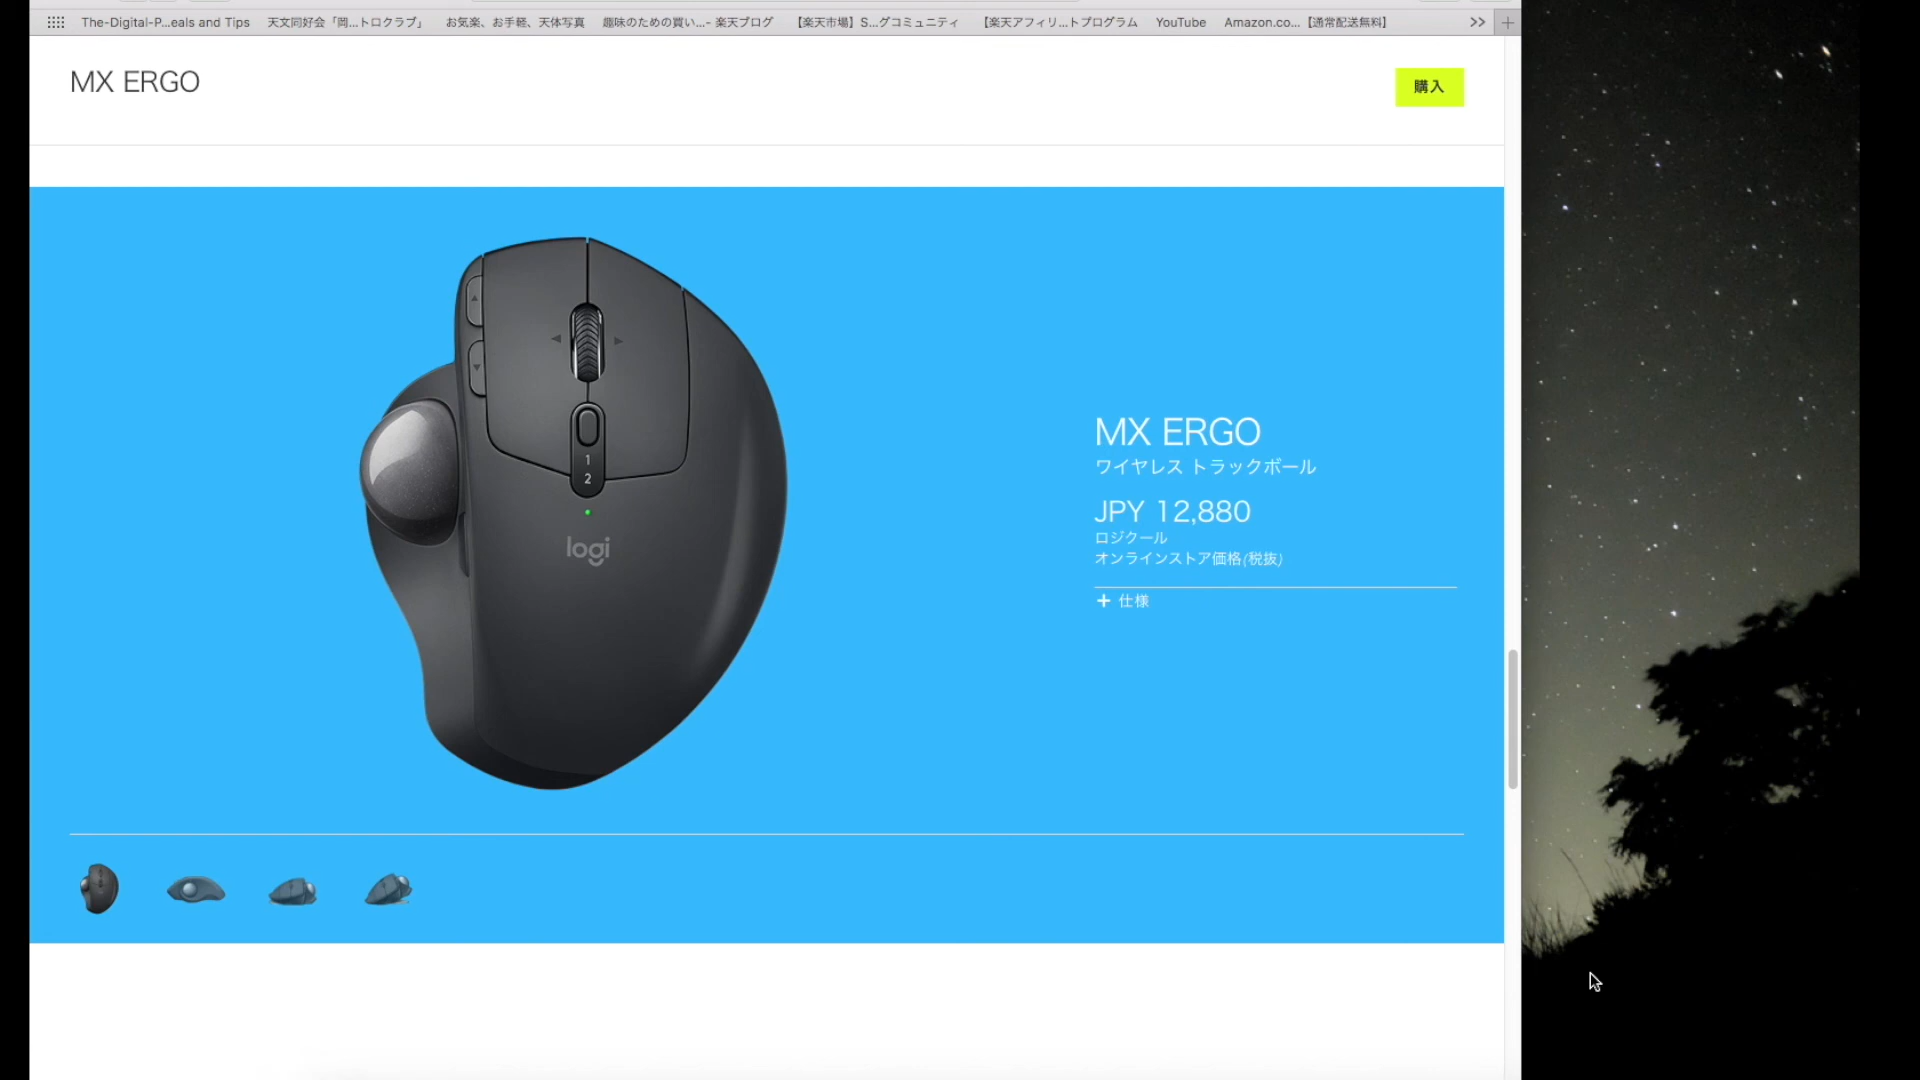 The-Digital-P...eals and Tips 天文同好会「岡...トロクラブ」 お気楽、お手軽、天体写真 趣味のための買い...- 楽天ブログ 【楽天市場】S...グコミュニティ 【楽天アフィリ...トプログラム YouTube Amazon.co...【通常配送無料】 >>
MX ERGO
購入
1
2
logi
MX ERGO
ワイヤレス トラックボール
JPY 12,880
ロジクール
オンラインストア価格(税抜)
+ 仕様